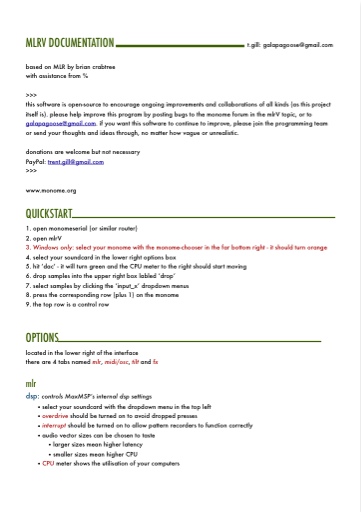 MLRV DOCUMENTATION t.gill: galapagoose@gmail.com
based on MLR by brian crabtree
with assistance from %
>>>
this software is open-source to encourage ongoing improvements and collaborations of all kinds (as this project
itself is). please help improve this program by posting bugs to the monome forum in the mlrV topic, or to
galapagoose@gmail.com. if you want this software to continue to improve, please join the programming team
or send your thoughts and ideas through, no matter how vague or unrealistic.
donations are welcome but not necessary
PayPal: trent.gill@gmail.com
>>>
www.monome.org
QUICKSTART
1. open monomeserial (or similar router)
2. open mlrV
3. Windows only: select your monome with the monome-chooser in the far bottom right - it should turn orange
4. select your soundcard in the lower right options box
5. hit 'dac' - it will turn green and the CPU meter to the right should start moving
6. drop samples into the upper right box labled 'drop'
7. select samples by clicking the 'input_x' dropdown menus
8. press the corresponding row (plus 1) on the monome
9. the top row is a control row
OPTIONS
located in the lower right of the interface
there are 4 tabs named mlr, midi/osc, tilt and fx
mlr
dsp: controls MaxMSP's internal dsp settings
• select your soundcard with the dropdown menu in the top left
• overdrive should be turned on to avoid dropped presses
• interrupt should be turned on to allow pattern recorders to function correctly
• audio vector sizes can be chosen to taste
• larger sizes mean higher latency
• smaller sizes mean higher CPU
• CPU meter shows the utilisation of your computers